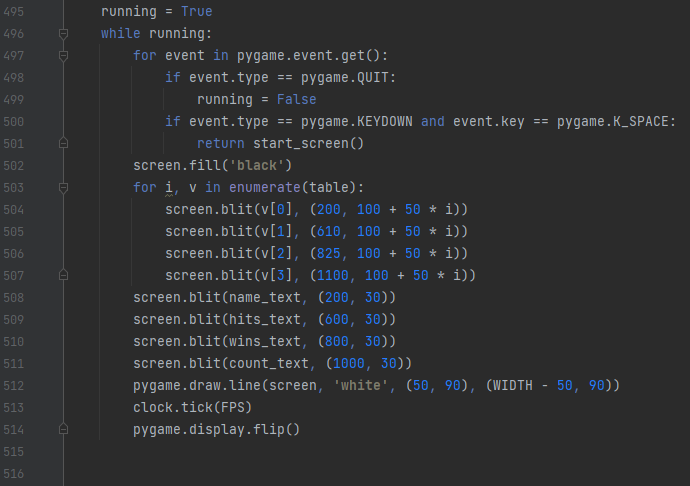 495 running = True
496 while running:
497 for event in pygame.event.get():
498 if event.type == pygame.QUIT:
499 running = False
500 if event.type == pygame.KEYDOWN and event.key == pygame.K_SPACE:
501 return start_screen()
502 screen.fill('black')
503 for i, v in enumerate(table):
504 screen.blit(v[0], (200, 100 + 50 * i))
505 screen.blit(v[1], (610, 100 + 50 * i))
506 screen.blit(v[2], (825, 100 + 50 * i))
507 screen.blit(v[3], (1100, 100 + 50 * i))
508 screen.blit(name_text, (200, 30))
509 screen.blit(hits_text, (600, 30))
510 screen.blit(wins_text, (800, 30))
511 screen.blit(count_text, (1000, 30))
512 pygame.draw.line(screen, 'white', (50, 90), (WIDTH - 50, 90))
513 clock.tick(FPS)
514 pygame.display.flip()
515
516